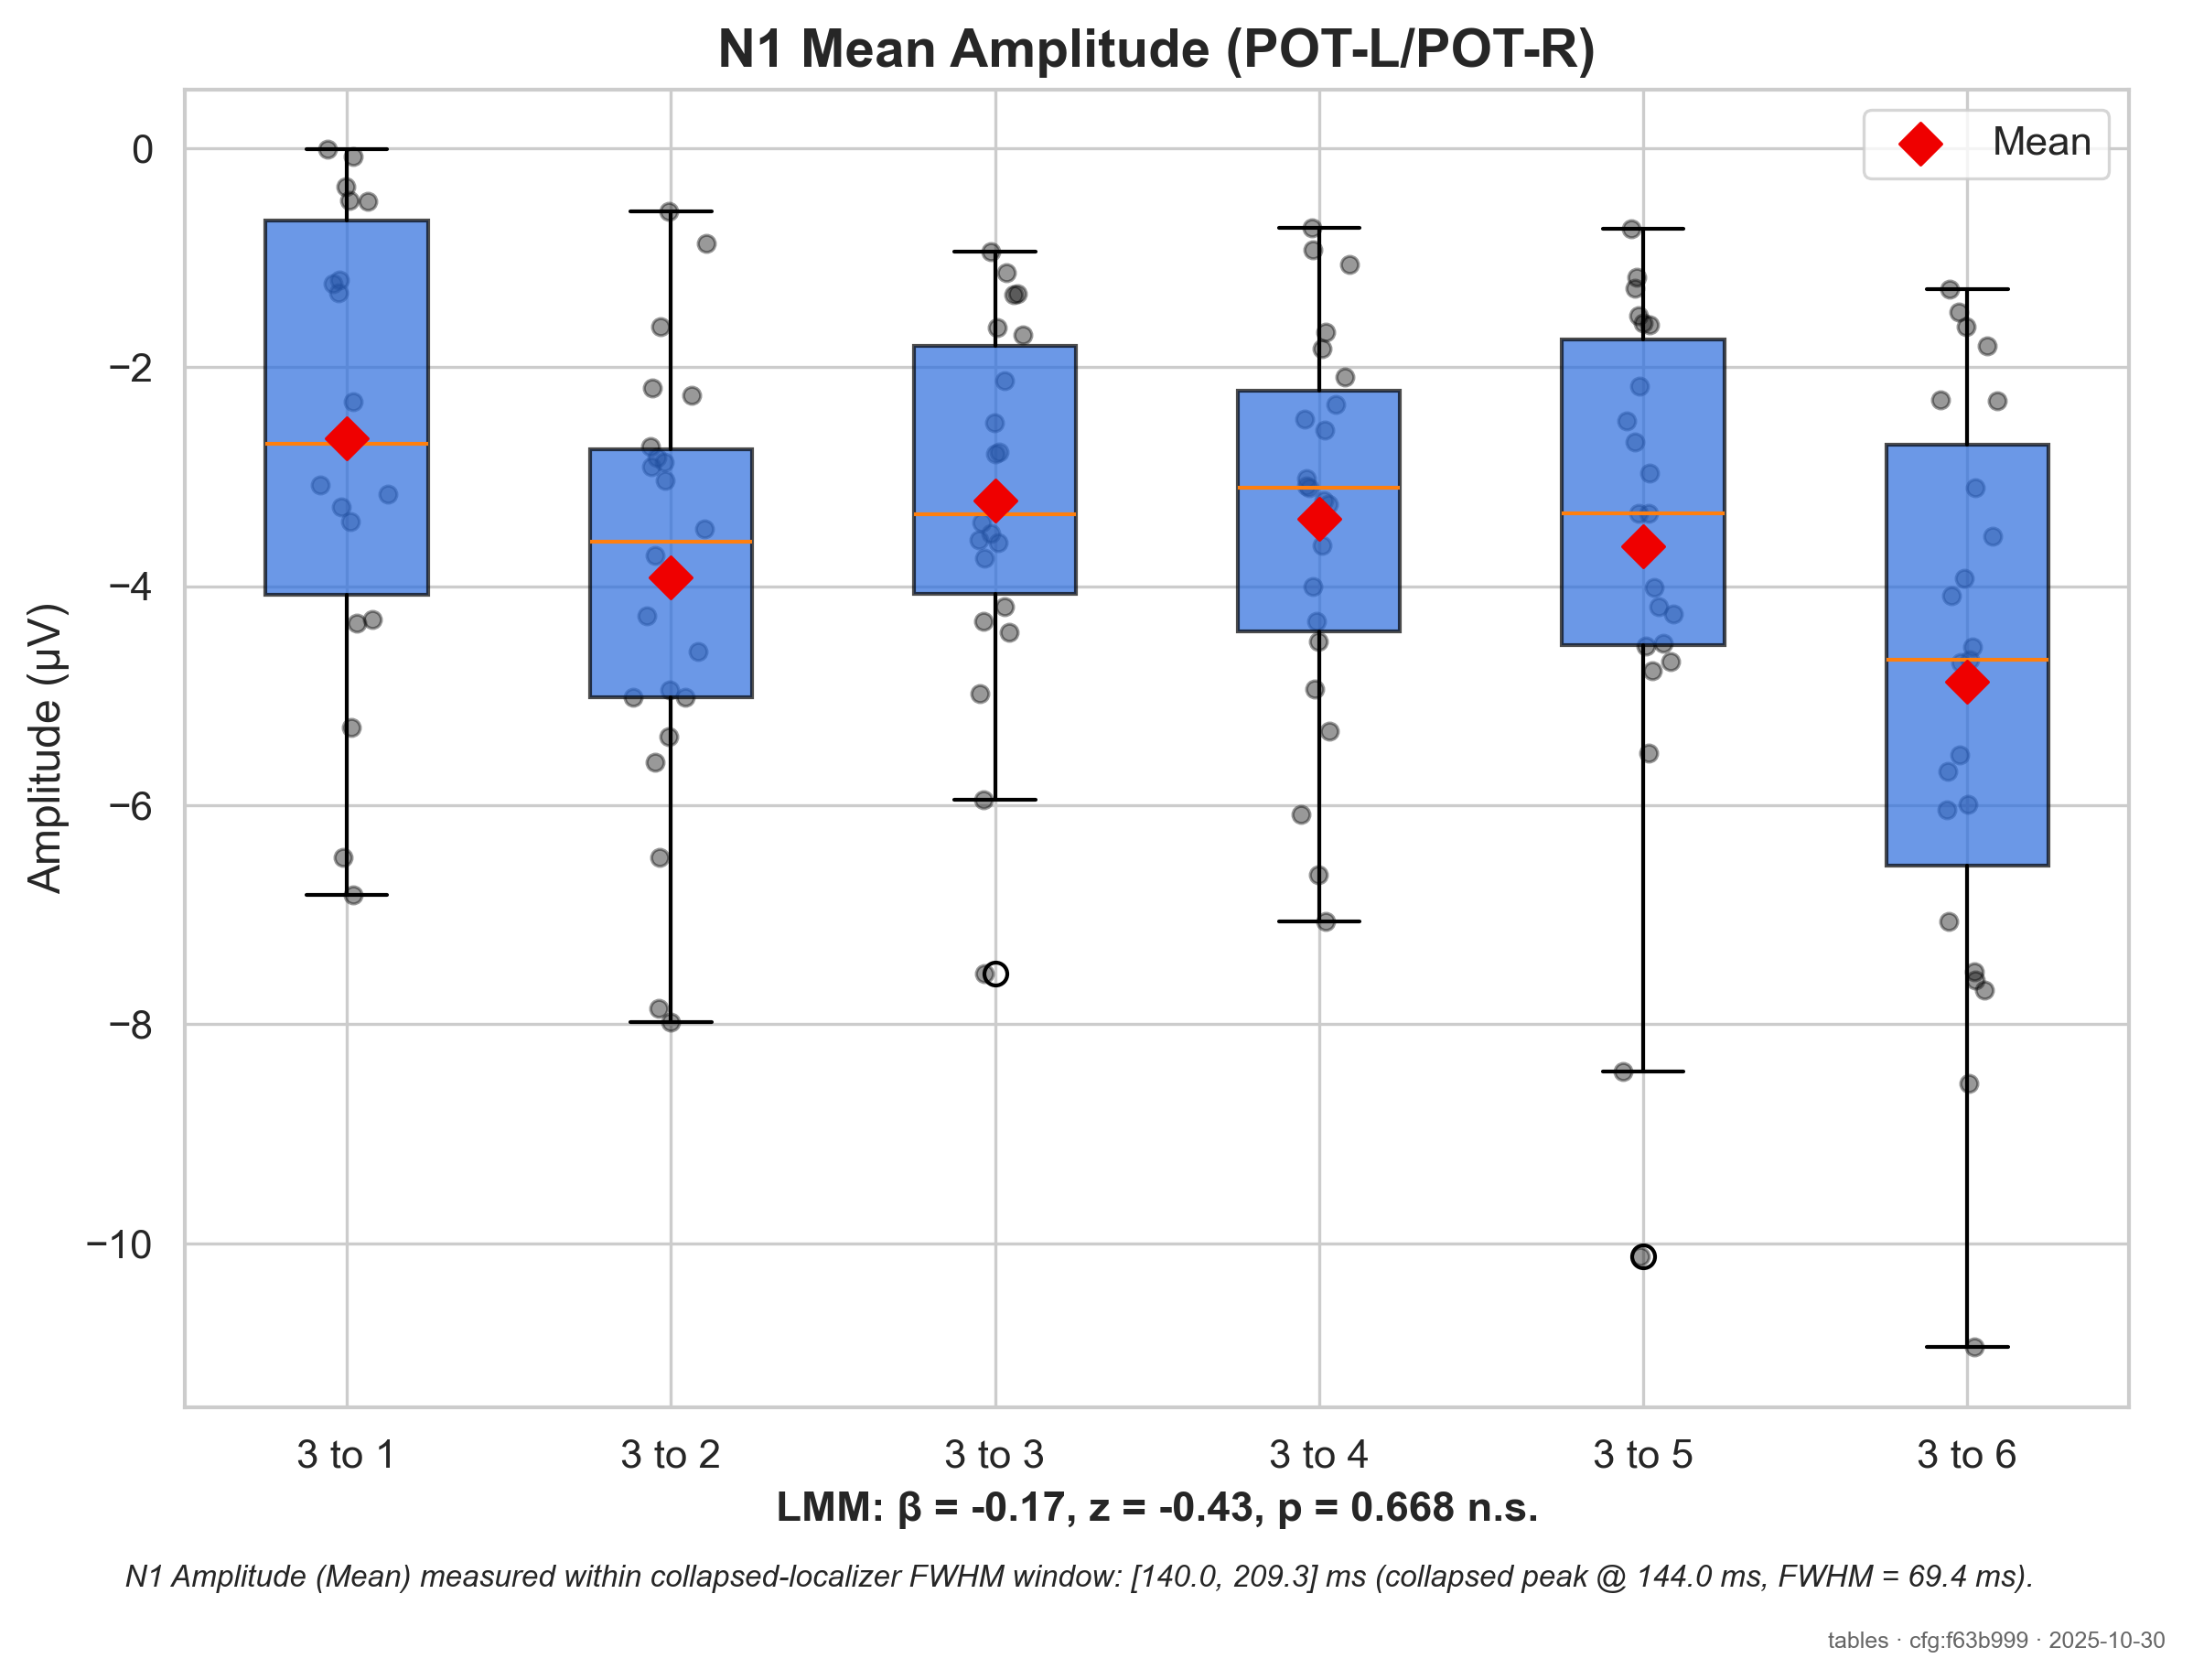 N1 Mean Amplitude (POT-L/POT-R)
Mean
0
−2
−4
−6
−8
−10
Amplitude (µV)
3 to 1
3 to 2
3 to 3
3 to 4
3 to 5
3 to 6
LMM: β = -0.17, z = -0.43, p = 0.668 n.s.
N1 Amplitude (Mean) measured within collapsed-localizer FWHM window: [140.0, 209.3] ms (collapsed peak @ 144.0 ms, FWHM = 69.4 ms).
tables · cfg:f63b999 · 2025-10-30